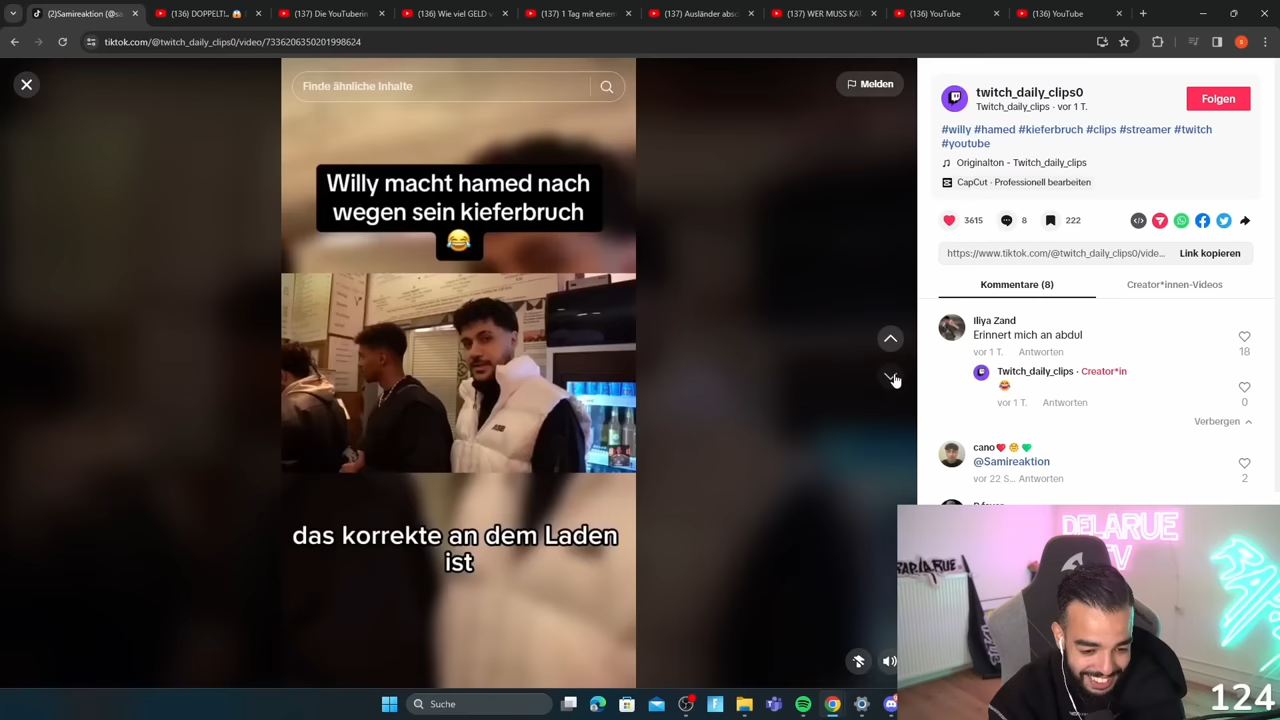 (2)Samireaktion (@s
(136) DOPPELT!.. 😱
(137) Die YouTuberin
(136) Wie viel GELD v
(137) 1 Tag mit einem
(137) Ausländer abs
(137) WER MUSS KA
(136) YouTube
(136) YouTube
tiktok.com/@twitch_daily_clips0/video/7336206350201998624
Finde ähnliche Inhalte
Melden
Willy macht hamed nach
wegen sein kieferbruch
😂
das korrekte an dem Laden
ist
twitch_daily_clips0
Twitch_daily_clips · vor 1 T.
Folgen
#willy #hamed #kieferbruch #clips #streamer #twitch
#youtube
Originalton - Twitch_daily_clips
CapCut · Professionell bearbeiten
3615
8
222
https://www.tiktok.com/@twitch_daily_clips0/vide...
Link kopieren
Kommentare (8)
Creator*innen-Videos
Iliya Zand
Erinnert mich an abdul
vor 1 T. Antworten
18
Twitch_daily_clips · Creator*in
😂
vor 1 T. Antworten
0
Verbergen
cano❤️🤗💚
@Samireaktion
vor 22 S... Antworten
2
DELARUE
TV
124
Suche